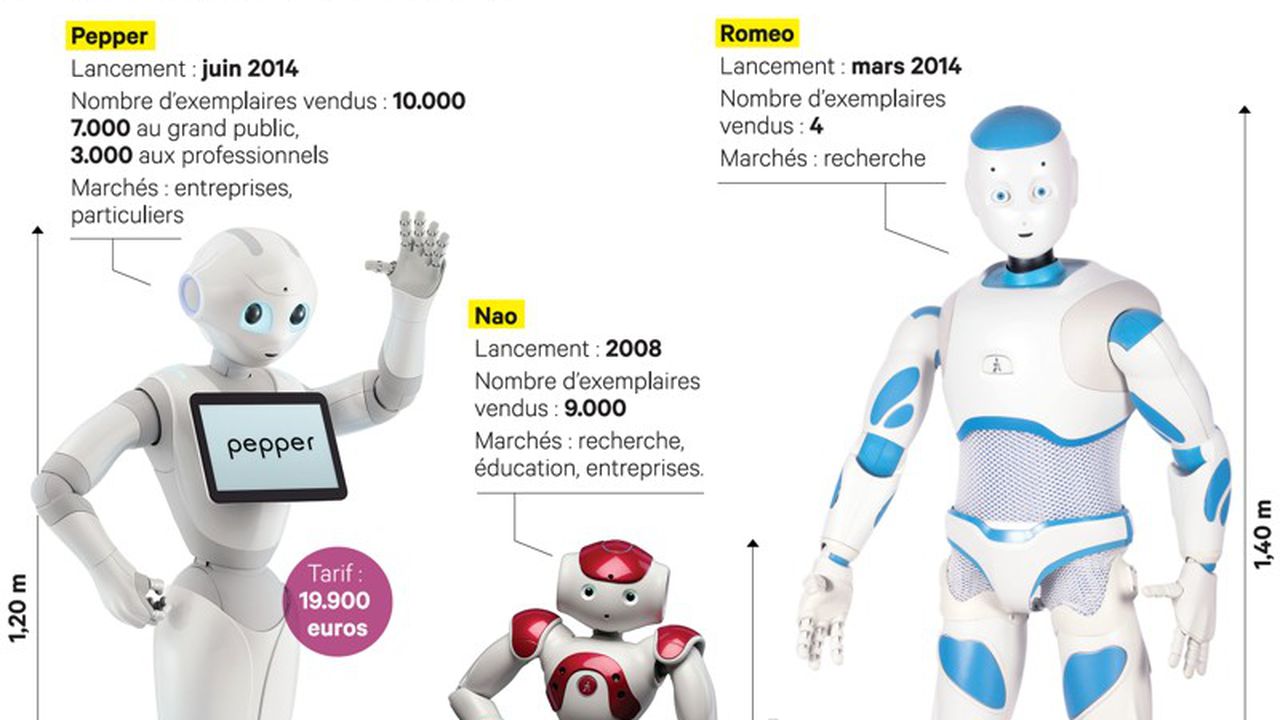 Pepper
Lancement : juin 2014
Nombre d'exemplaires vendus : 10.000
7.000 au grand public,
3.000 aux professionnels
Marchés : entreprises,
particuliers
1,20 m
pepper
Tarif :
19.900
euros
Nao
Lancement : 2008
Nombre d'exemplaires
vendus : 9.000
Marchés : recherche,
éducation, entreprises.
Romeo
Lancement : mars 2014
Nombre d'exemplaires
vendus : 4
Marchés : recherche
1,40 m